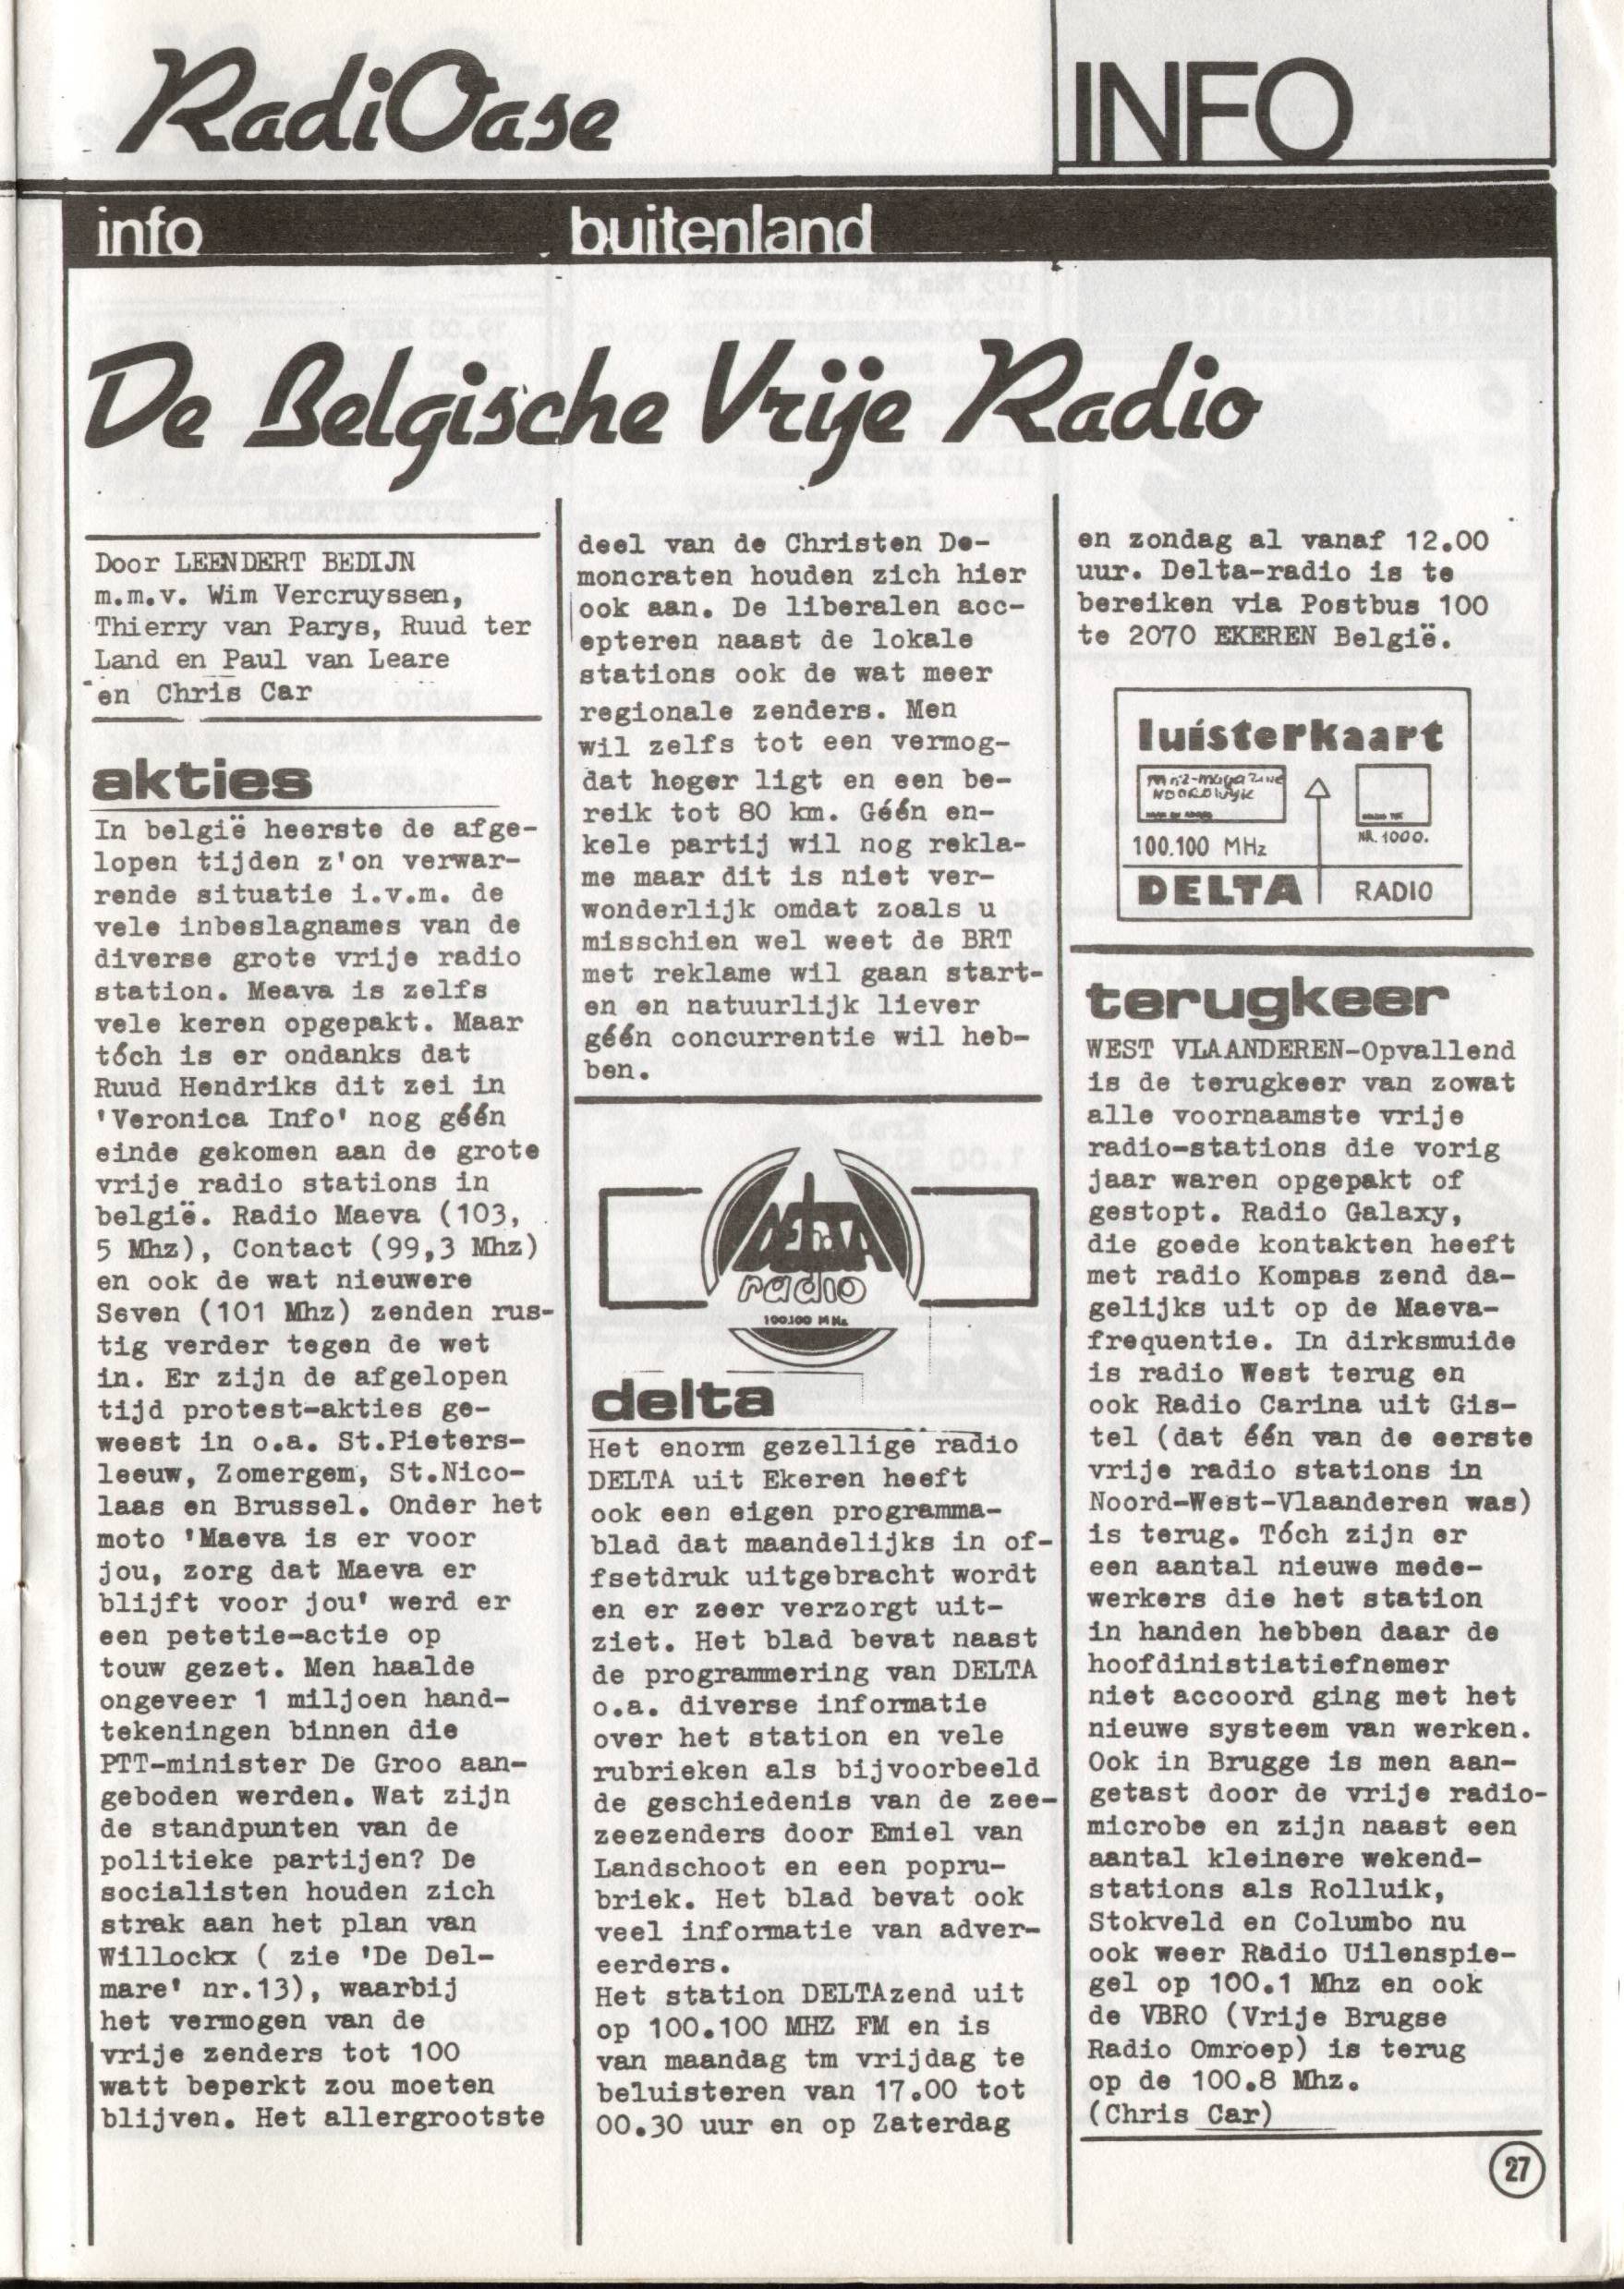 RadiOase
INFO
info
buitenland
De Belgische Vrije Radio
Door LEENDERT BEDIJN
m.m.v. Wim Vercruyssen,
Thierry van Parys, Ruud ter
Land en Paul van Leare
en Chris Car
akties
In belgië heerste de afge-
lopen tijden z'on verwar-
rende situatie i.v.m. de
vele inbeslagnames van de
diverse grote vrije radio
station. Meava is zelfs
vele keren opgepakt. Maar
tóch is er ondanks dat
Ruud Hendriks dit zei in
'Veronica Info' nog géén
einde gekomen aan de grote
vrije radio stations in
belgië. Radio Maeva (103,
5 Mhz), Contact (99,3 Mhz)
en ook de wat nieuwere
Seven (101 Mhz) zenden rus-
tig verder tegen de wet
in. Er zijn de afgelopen
tijd protest-akties ge-
weest in o.a. St.Pieters-
leeuw, Zomergem, St.Nico-
laas en Brussel. Onder het
moto 'Maeva is er voor
jou, zorg dat Maeva er
blijft voor jou' werd er
een petetie-actie op
touw gezet. Men haalde
ongeveer 1 miljoen hand-
tekeningen binnen die
PTT-minister De Groo aan-
geboden werden. Wat zijn
de standpunten van de
politieke partijen? De
socialisten houden zich
strak aan het plan van
Willockx ( zie 'De Del-
mare' nr.13), waarbij
het vermogen van de
vrije zenders tot 100
watt beperkt zou moeten
blijven. Het allergrootste
deel van de Christen De-
moncraten houden zich hier
ook aan. De liberalen acc-
epteren naast de lokale
stations ook de wat meer
regionale zenders. Men
wil zelfs tot een vermog-
dat hoger ligt en een be-
reik tot 80 km. Géén en-
kele partij wil nog rekla-
me maar dit is niet ver-
wonderlijk omdat zoals u
misschien wel weet de BRT
met reklame wil gaan start-
en en natuurlijk liever
géén concurrentie wil heb-
ben.
DELTA
radio
100.100 MHz
delta
Het enorm gezellige radio
DELTA uit Ekeren heeft
ook een eigen programma-
blad dat maandelijks in of-
fsetdruk uitgebracht wordt
en er zeer verzorgt uit-
ziet. Het blad bevat naast
de programmering van DELTA
o.a. diverse informatie
over het station en vele
rubrieken als bijvoorbeeld
de geschiedenis van de zee-
zeezenders door Emiel van
Landschoot en een popru-
briek. Het blad bevat ook
veel informatie van adver-
eerders.
Het station DELTAzend uit
op 100.100 MHZ FM en is
van maandag tm vrijdag te
beluisteren van 17.00 tot
00.30 uur en op Zaterdag
en zondag al vanaf 12.00
uur. Delta-radio is te
bereiken via Postbus 100
te 2070 EKEREN België.
luisterkaart
NOORDWIJK
NR. 1000.
100.100 MHz
DELTA RADIO
terugkeer
WEST VLAANDEREN-Opvallend
is de terugkeer van zowat
alle voornaamste vrije
radio-stations die vorig
jaar waren opgepakt of
gestopt. Radio Galaxy,
die goede kontakten heeft
met radio Kompas zend da-
gelijks uit op de Maeva-
frequentie. In dirksmuide
is radio West terug en
ook Radio Carina uit Gis-
tel (dat één van de eerste
vrije radio stations in
Noord-West-Vlaanderen was)
is terug. Tóch zijn er
een aantal nieuwe mede-
werkers die het station
in handen hebben daar de
hoofdinistiatiefnemer
niet accoord ging met het
nieuwe systeem van werken.
Ook in Brugge is men aan-
getast door de vrije radio-
microbe en zijn naast een
aantal kleinere wekend-
stations als Rolluik,
Stokveld en Columbo nu
ook weer Radio Uilenspie-
gel op 100.1 Mhz en ook
de VBRO (Vrije Brugse
Radio Omroep) is terug
op de 100.8 Mhz.
(Chris Car)
27